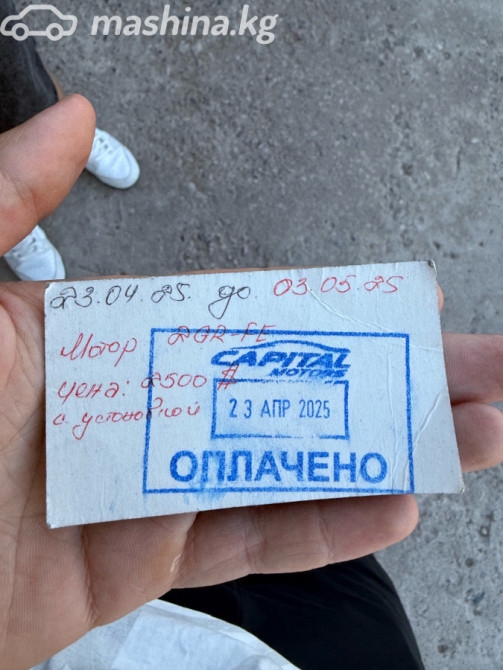 mashina.kg
23.04.25. до. 03.05.25
Мотор 2GR-FE
CAPITAL
MOTORS
цена: 2500 $
с установкой
23 АПР 2025
ОПЛАЧЕНО